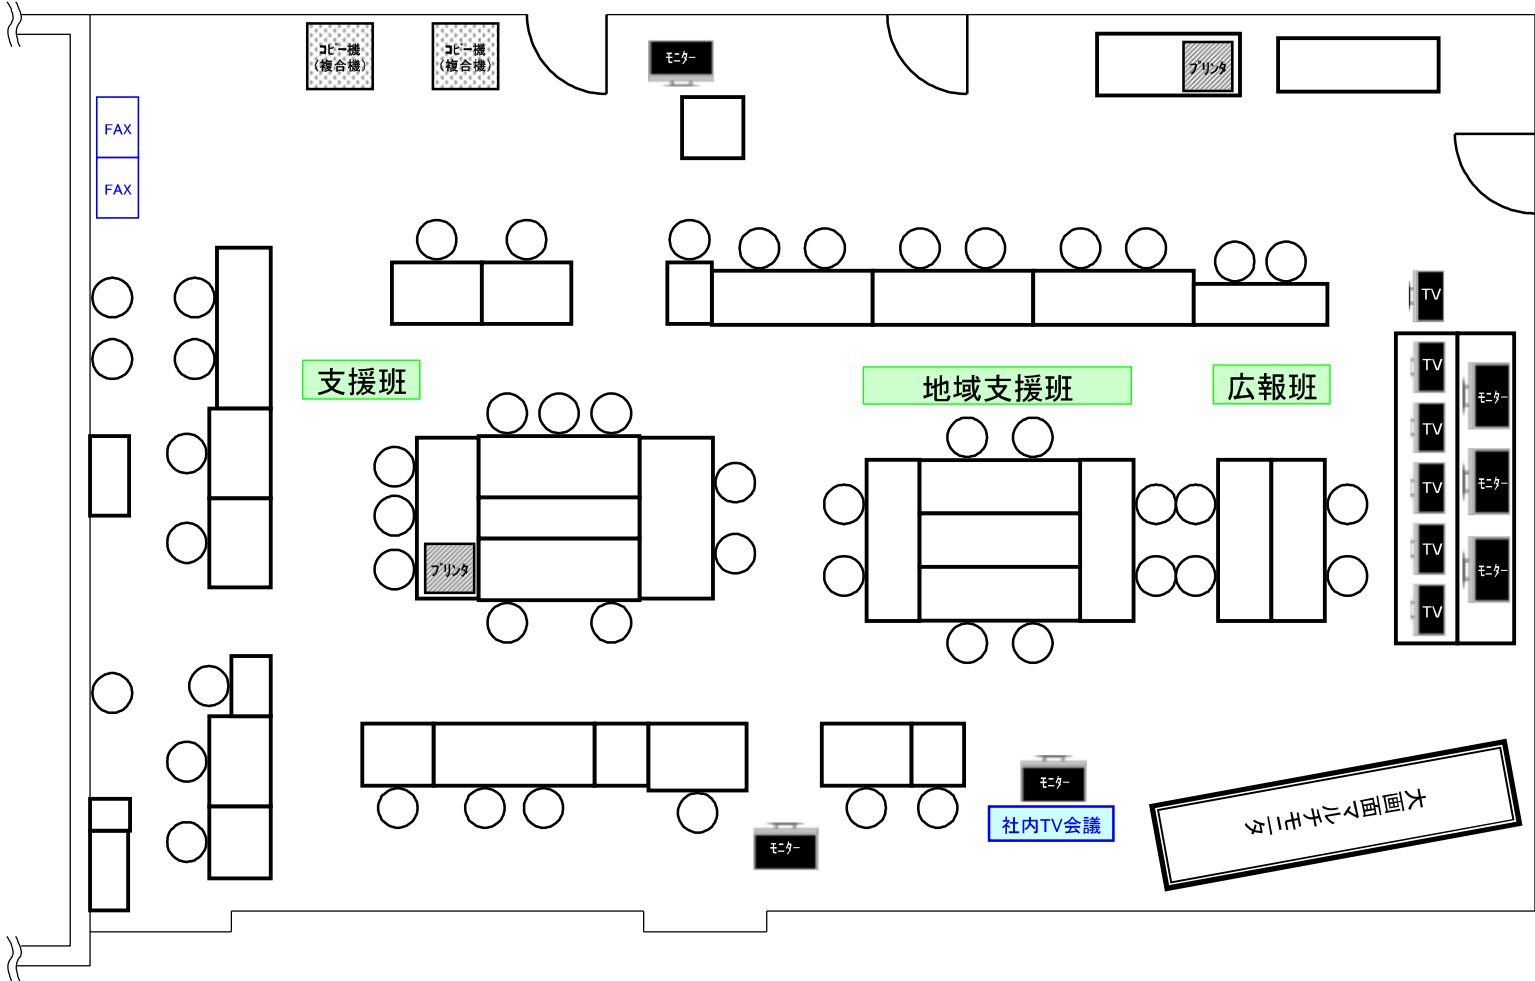 コピー機
(複合機)
コピー機
(複合機)
モニター
プリンタ
FAX
FAX
TV
支援班
地域支援班
広報班
TV
モニター
TV
モニター
TV
TV
モニター
プリンタ
TV
モニター
社内TV会議
モニター
大画面マルチモニタ